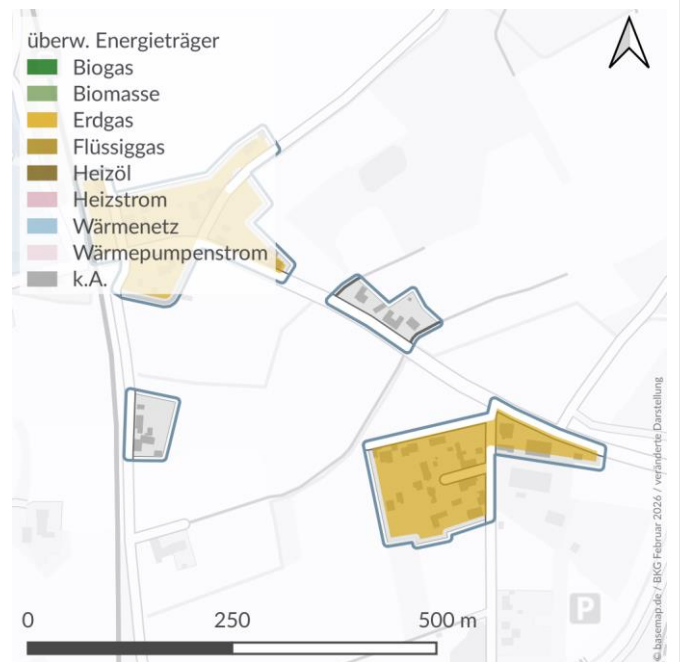 überw. Energieträger
Biogas
Biomasse
Erdgas
Flüssiggas
Heizöl
Heizstrom
Wärmenetz
Wärmepumpenstrom
k.A.
P
0 250 500 m
© basemap.de / BKG Februar 2026 / veränderte Darstellung